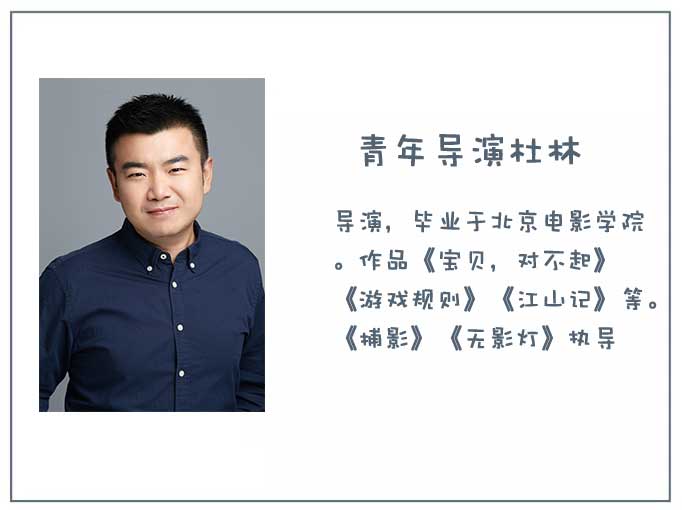 青年导演杜林
导演，毕业于北京电影学院
。作品《宝贝，对不起》
《游戏规则》《江山记》等。
《捕影》《无影灯》执导